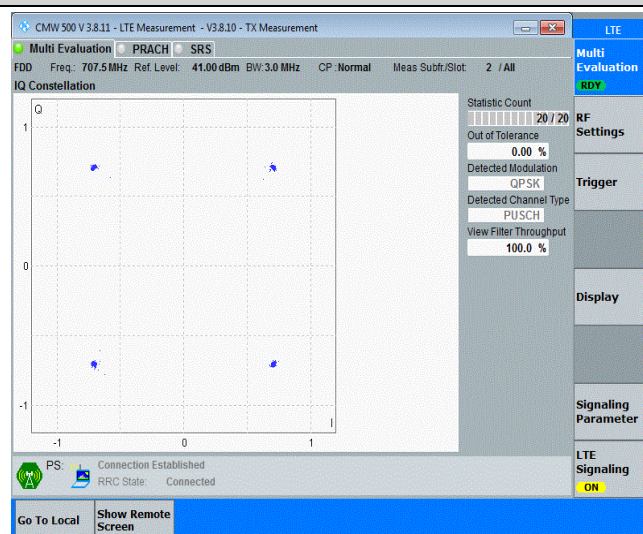 CMW 500 V 3.8.11 - LTE Measurement - V3.8.10 - TX Measurement
LTE
Multi Evaluation PRACH SRS
FDD Freq.: 707.5 MHz Ref. Level: 41.00 dBm BW: 3.0 MHz CP : Normal Meas Subfr./Slot: 2 / All
IQ Constellation
Q
1
0
-1
I
-1 0 1
Statistic Count
20 / 20
Out of Tolerance
0.00 %
Detected Modulation
QPSK
Detected Channel Type
PUSCH
View Filter Throughput
100.0 %
Multi
Evaluation
RDY
RF
Settings
Trigger
Display
Signaling
Parameter
LTE
Signaling
ON
PS: Connection Established
RRC State: Connected
Go To Local
Show Remote
Screen